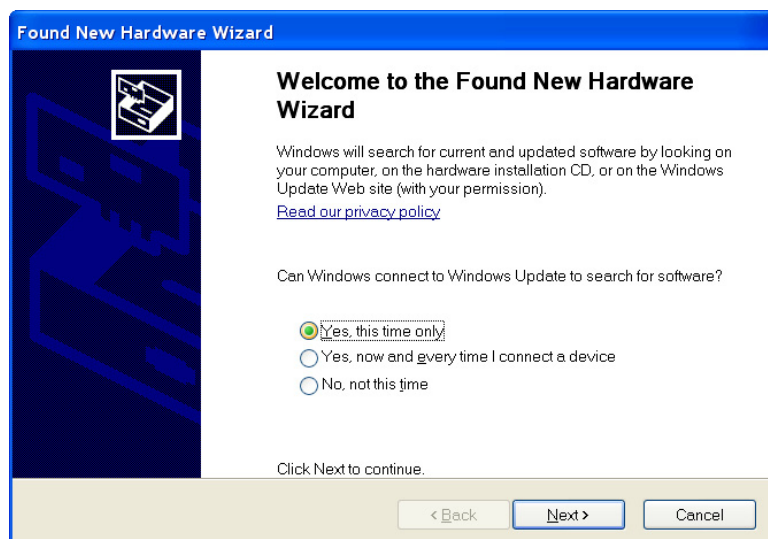 Found New Hardware Wizard
Welcome to the Found New Hardware
Wizard
Windows will search for current and updated software by looking on
your computer, on the hardware installation CD, or on the Windows
Update Web site (with your permission).
Read our privacy policy
Can Windows connect to Windows Update to search for software?
Yes, this time only
Yes, now and every time I connect a device
No, not this time
Click Next to continue.
< Back
Next >
Cancel